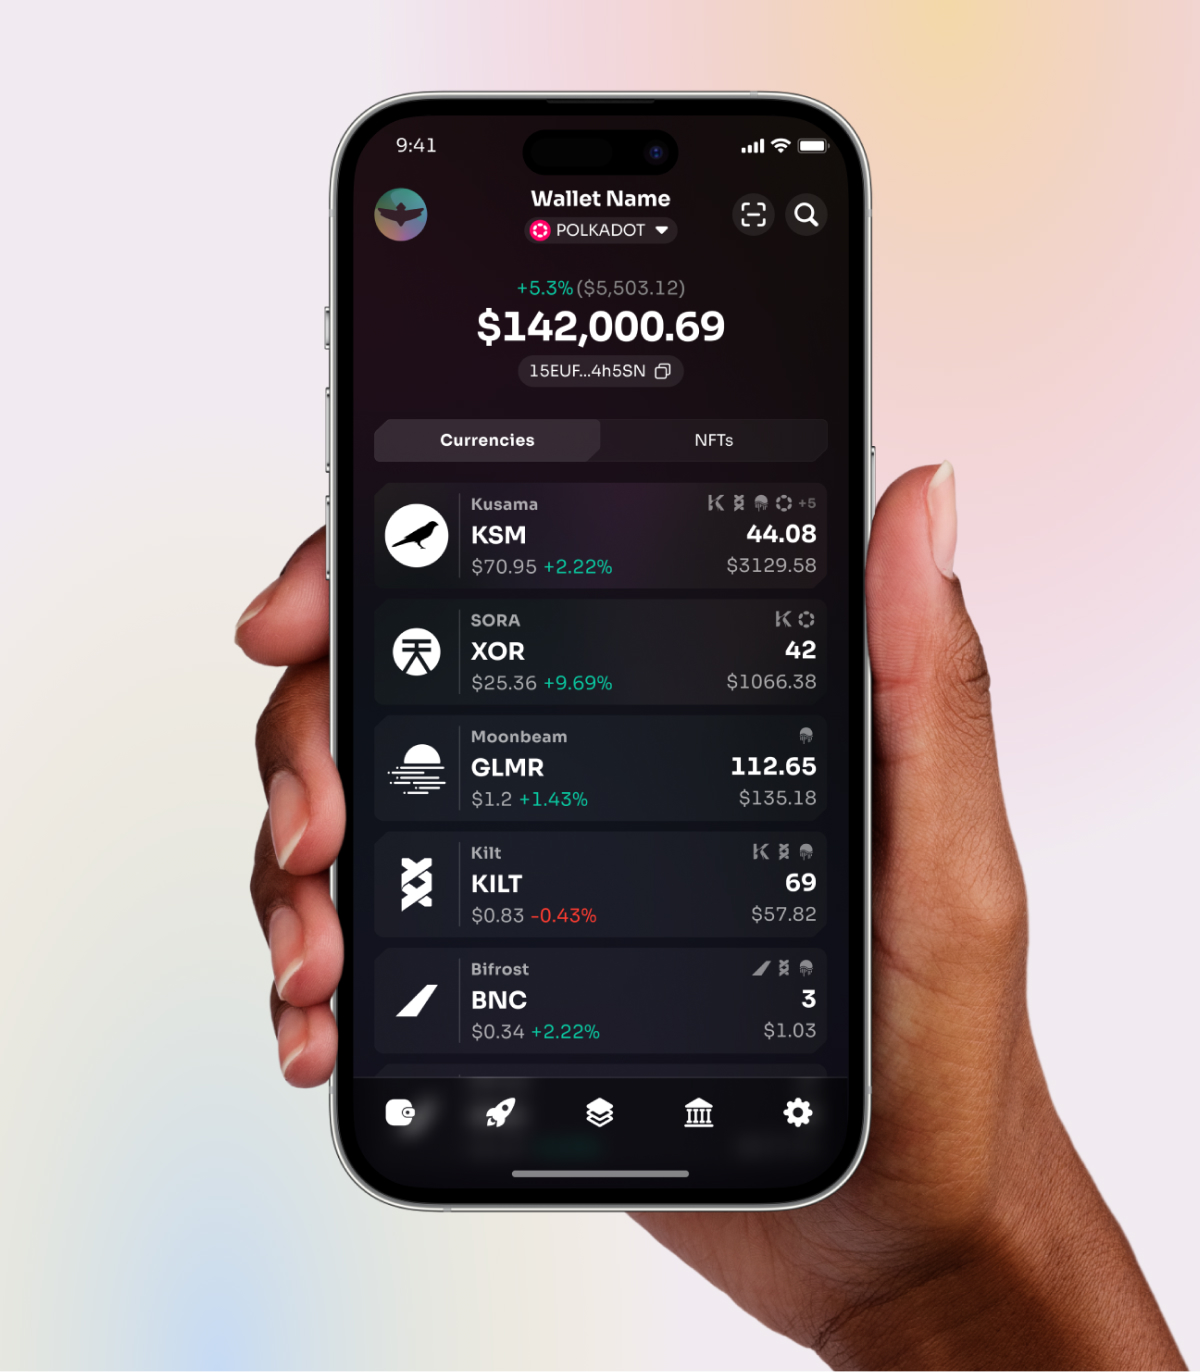 9:41
Wallet Name
POLKADOT
+5.3% ($5,503.12)
$142,000.69
15EUF...4h5SN
Currencies NFTs
Kusama +5
KSM 44.08
$70.95 +2.22% $3129.58
SORA
XOR 42
$25.36 +9.69% $1066.38
Moonbeam
GLMR 112.65
$1.2 +1.43% $135.18
Kilt
KILT 69
$0.83 -0.43% $57.82
Bifrost
BNC 3
$0.34 +2.22% $1.03